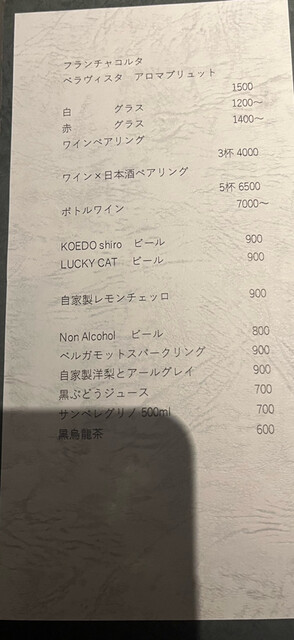 フランチャコルタ
ベラヴィスタ アロマブリュット
1500
白 グラス 1200〜
赤 グラス 1400〜
ワインペアリング
3杯 4000
ワイン×日本酒ペアリング
5杯 6500
ボトルワイン 7000〜
KOEDO shiro ビール 900
LUCKY CAT ビール 900
自家製レモンチェッロ 900
Non Alcohol ビール 800
ベルガモットスパークリング 900
自家製洋梨とアールグレイ 900
黒ぶどうジュース 700
サンペレグリノ 500ml 700
黒烏龍茶 600